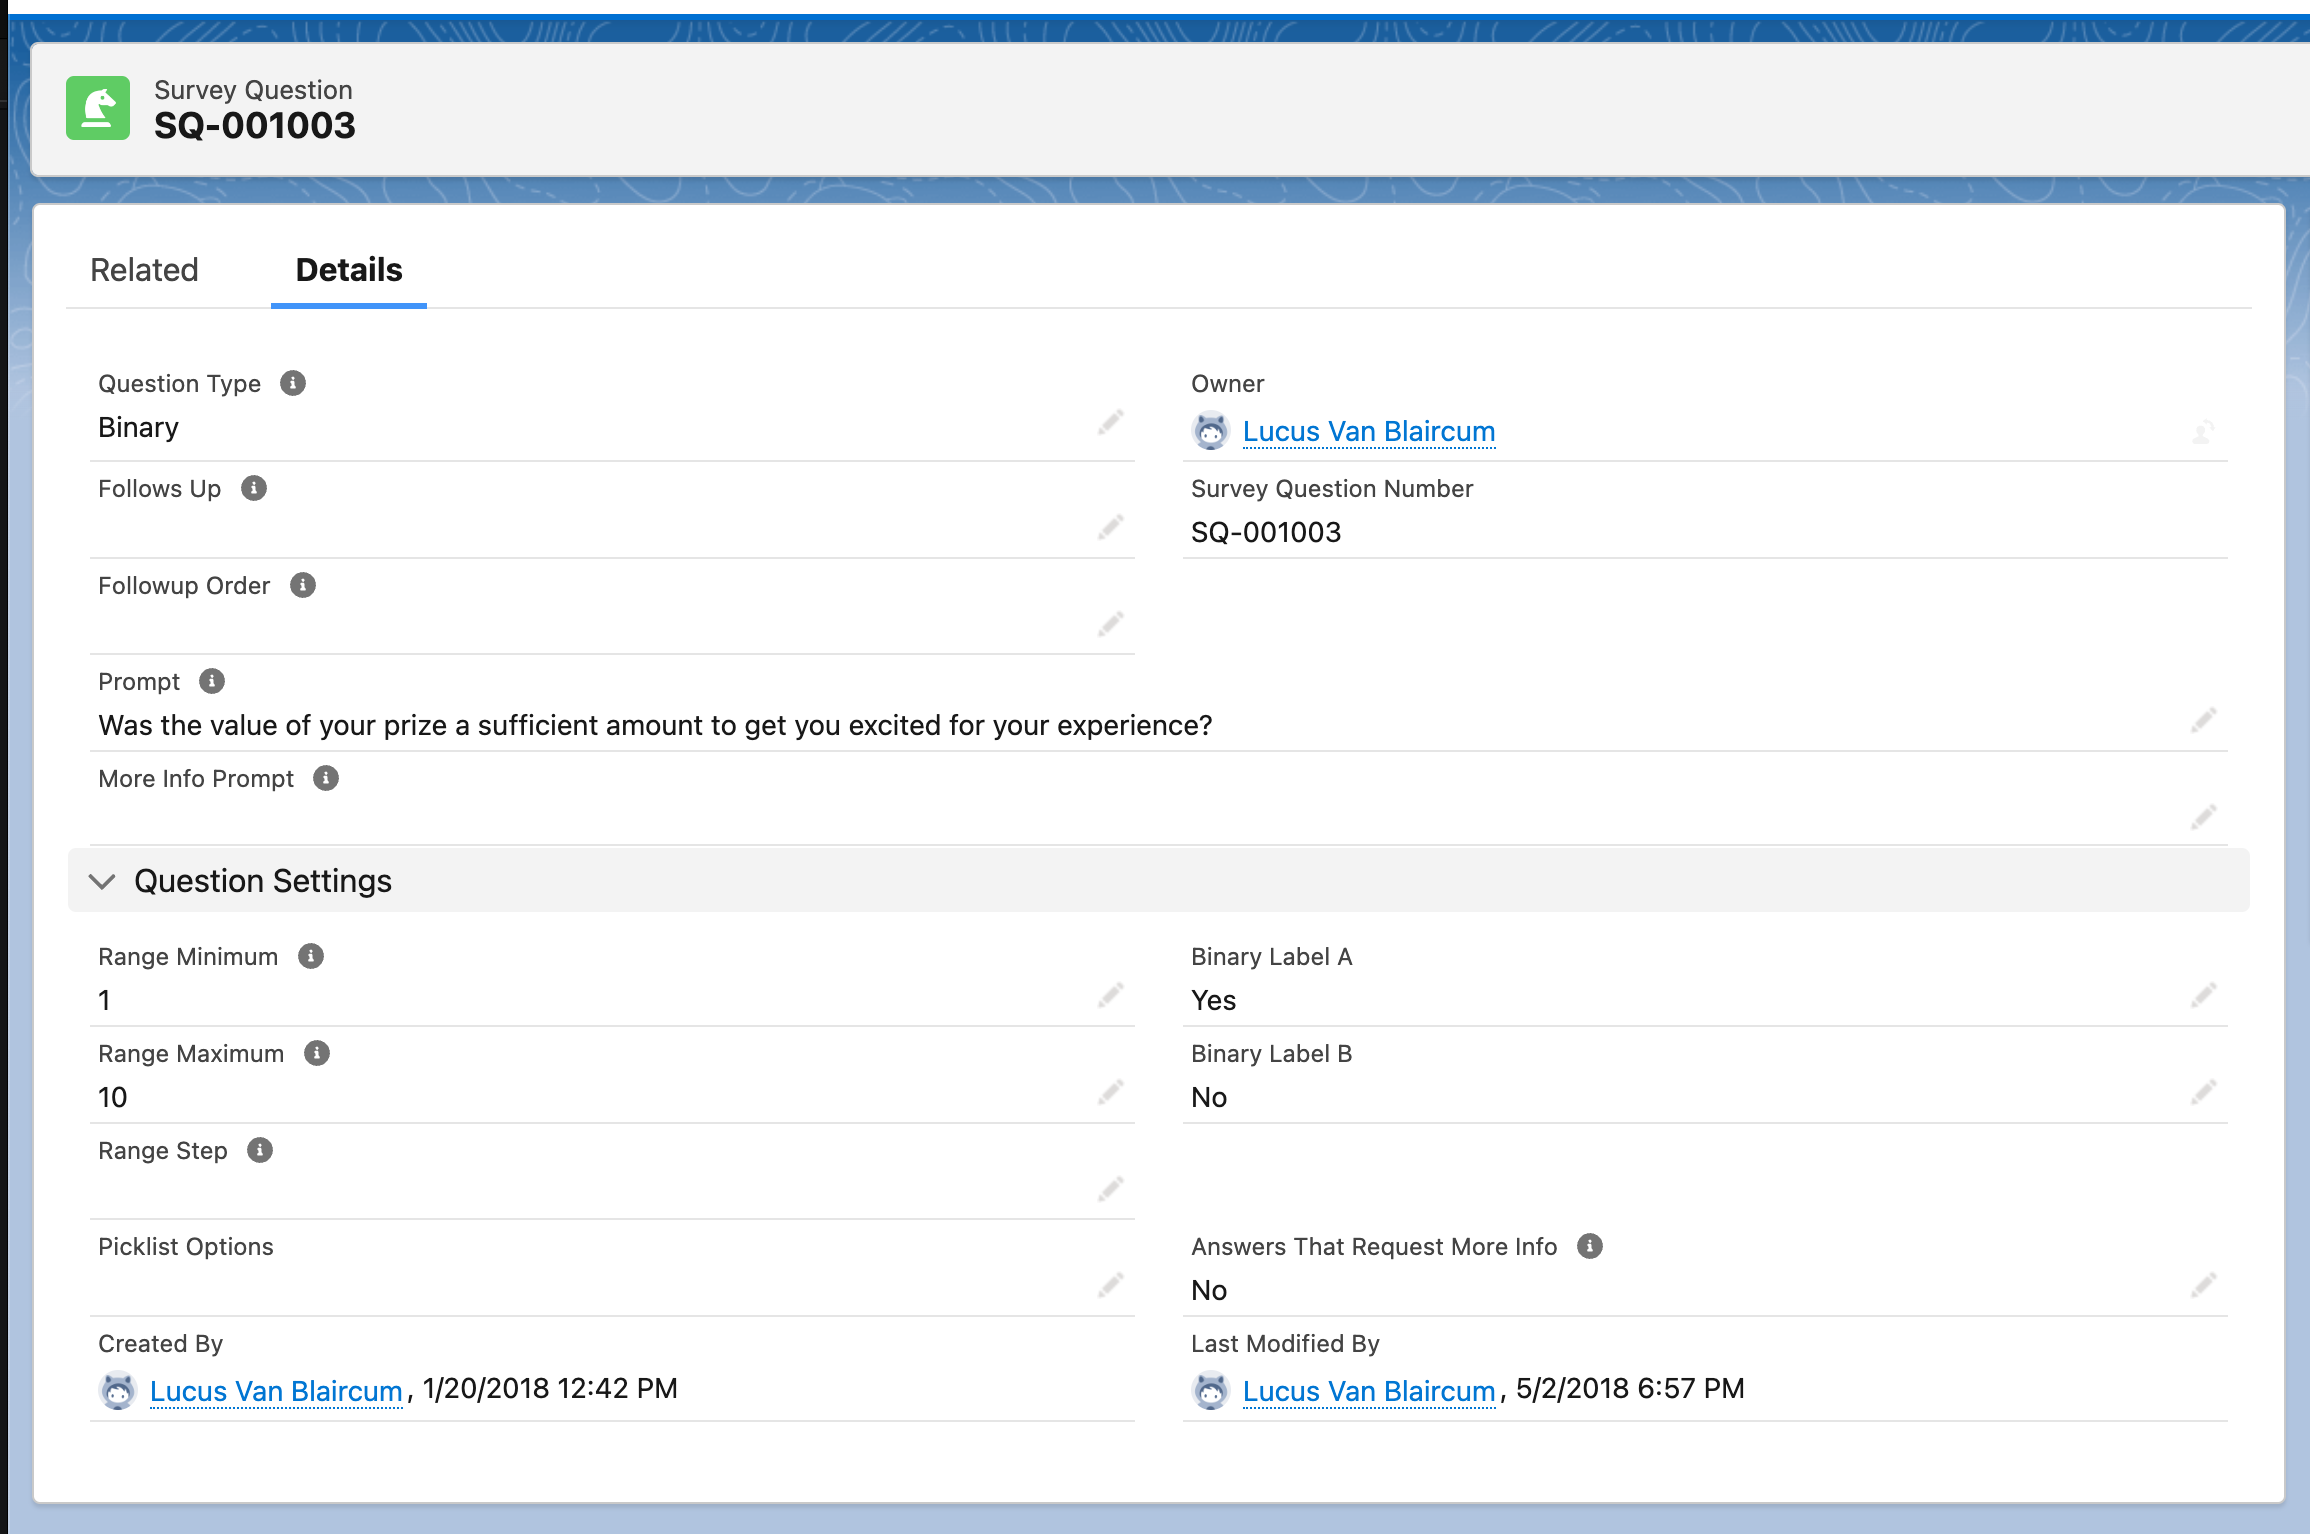 Survey Question
SQ-001003
Related
Details
Question Type
Binary
Owner
Lucus Van Blaircum
Follows Up
Survey Question Number
SQ-001003
Followup Order
Prompt
Was the value of your prize a sufficient amount to get you excited for your experience?
More Info Prompt
Question Settings
Range Minimum
1
Binary Label A
Yes
Range Maximum
10
Binary Label B
No
Range Step
Picklist Options
Answers That Request More Info
No
Created By
Lucus Van Blaircum, 1/20/2018 12:42 PM
Last Modified By
Lucus Van Blaircum, 5/2/2018 6:57 PM